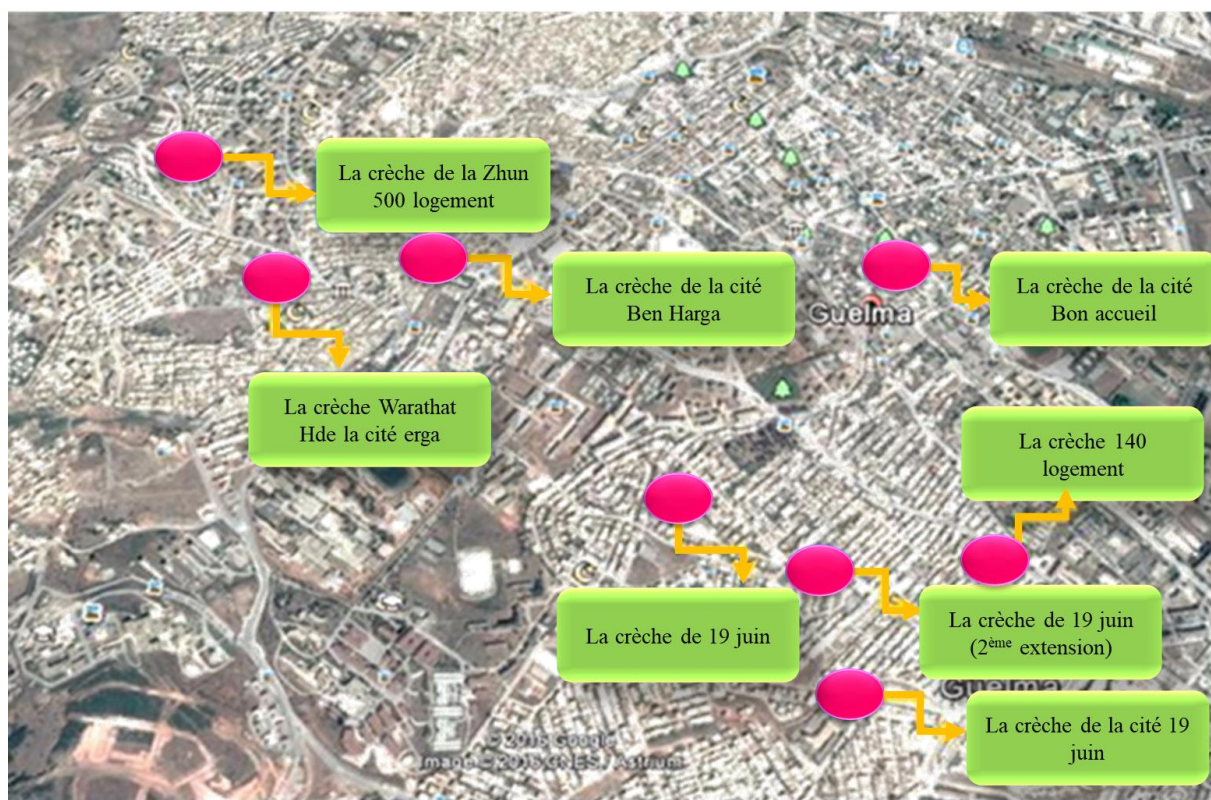 La crèche de la Zhun
500 logement
La crèche de la cité
Ben Harga
La crèche de la cité
Bon accueil
Guelma
La crèche Warathat
Hde la cité erga
La crèche 140
logement
La crèche de 19 juin
La crèche de 19 juin
(2ème extension)
Guelma
La crèche de la cité 19
juin
© 2016 Google
Image © 2016 CNES / Astrium